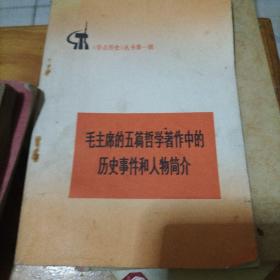 《学点历史》丛书第一辑
毛主席的五篇哲学著作中的
历史事件和人物简介